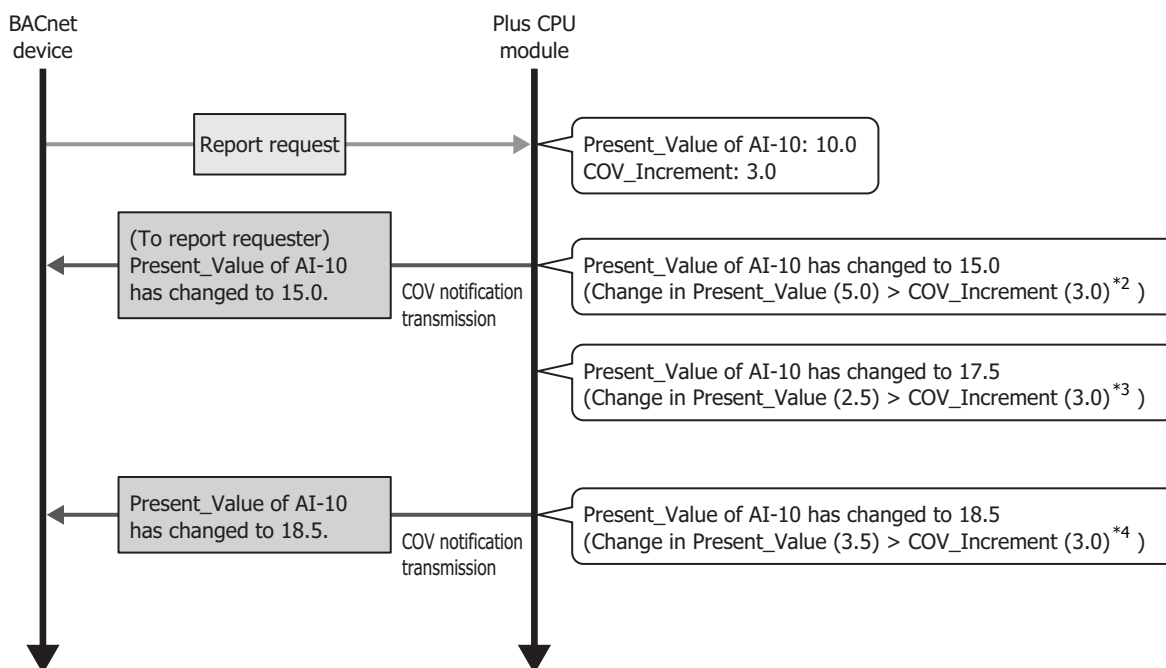 BACnet
device
Plus CPU
module
Report request
Present_Value of AI-10: 10.0
COV_Increment: 3.0
(To report requester)
Present_Value of AI-10
has changed to 15.0.
COV notification
transmission
Present_Value of AI-10 has changed to 15.0
(Change in Present_Value (5.0) > COV_Increment (3.0)*2 )
Present_Value of AI-10 has changed to 17.5
(Change in Present_Value (2.5) > COV_Increment (3.0)*3 )
Present_Value of AI-10
has changed to 18.5.
COV notification
transmission
Present_Value of AI-10 has changed to 18.5
(Change in Present_Value (3.5) > COV_Increment (3.0)*4 )